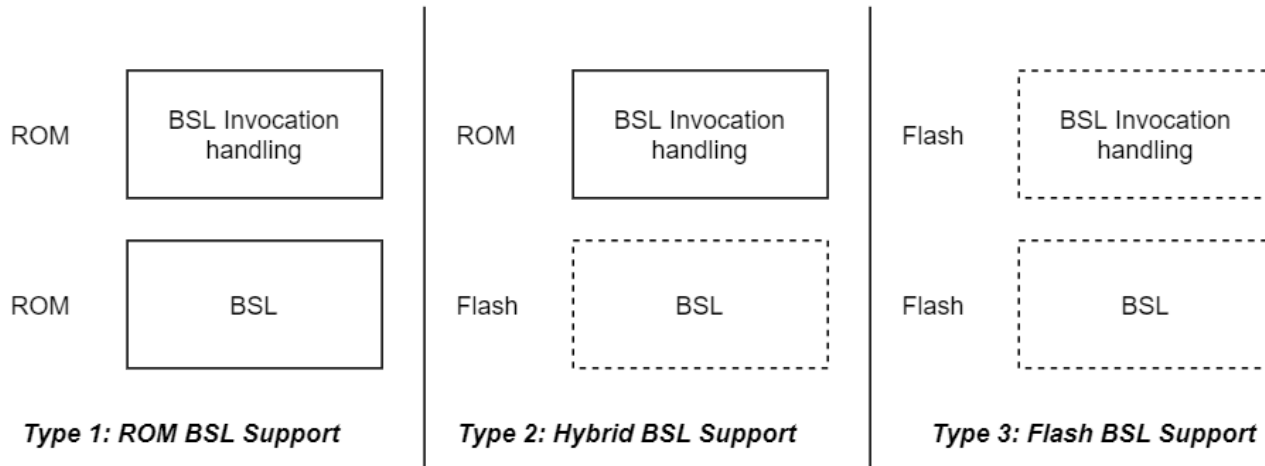 ROM
BSL Invocation
handling
ROM
BSL
Type 1: ROM BSL Support
ROM
BSL Invocation
handling
Flash
BSL
Type 2: Hybrid BSL Support
Flash
BSL Invocation
handling
Flash
BSL
Type 3: Flash BSL Support